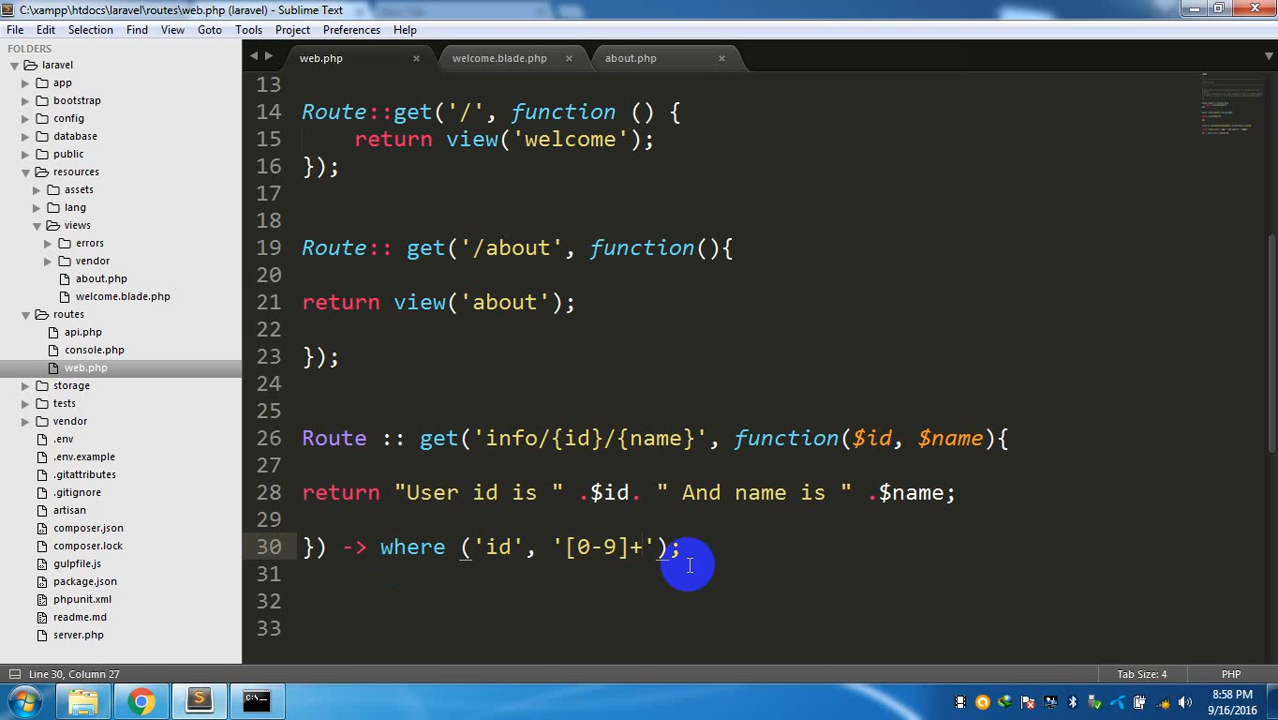 C:\xampp\htdocs\laravel\routes\web.php (laravel) - Sublime Text
File Edit Selection Find View Goto Tools Project Preferences Help
FOLDERS
laravel
app
bootstrap
config
database
public
resources
assets
lang
views
errors
vendor
about.php
welcome.blade.php
routes
api.php
console.php
web.php
storage
tests
vendor
.env
.env.example
.gitattributes
.gitignore
artisan
composer.json
composer.lock
gulpfile.js
package.json
phpunit.xml
readme.md
server.php
web.php welcome.blade.php about.php
13
14 Route::get('/', function () {
15 return view('welcome');
16 });
17
18
19 Route:: get('/about', function(){
20
21 return view('about');
22
23 });
24
25
26 Route :: get('info/{id}/{name}', function($id, $name){
27
28 return "User id is " .$id. " And name is " .$name;
29
30 }) -> where ('id', '[0-9]+');
31
32
33
Line 30, Column 27 Tab Size: 4 PHP
8:58 PM
9/16/2016